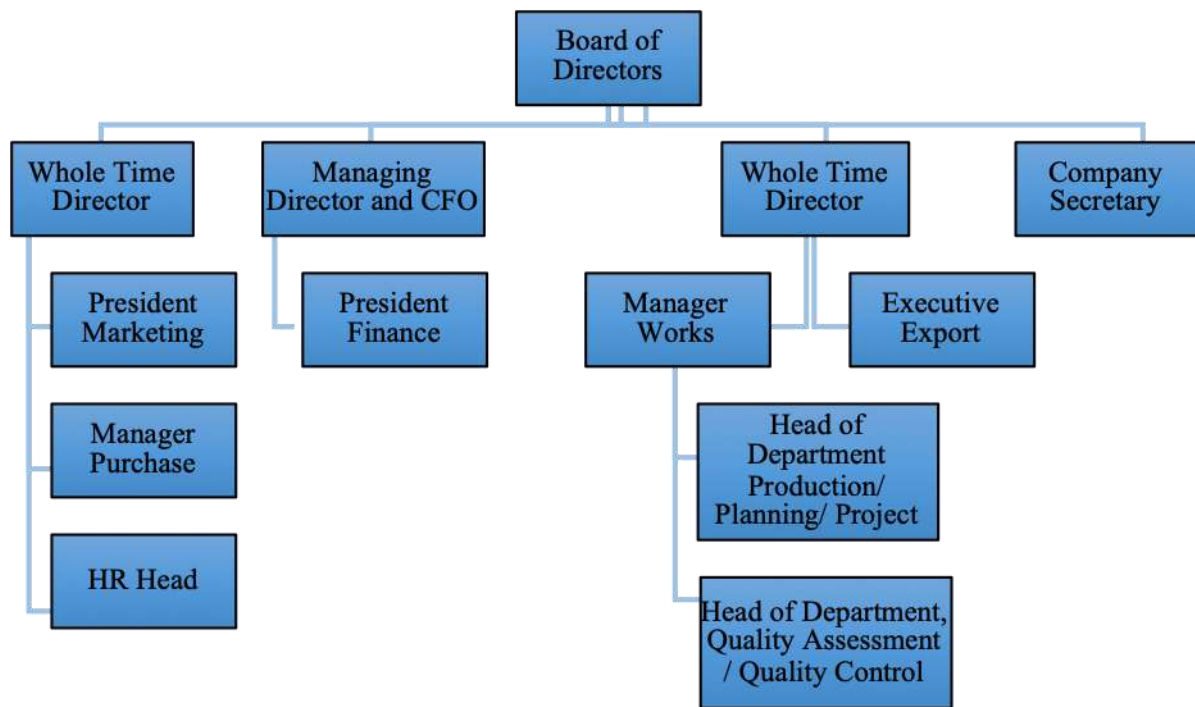 Board of
Directors
Whole Time
Director
Managing
Director and CFO
Whole Time
Director
Company
Secretary
President
Marketing
President
Finance
Manager
Works
Executive
Export
Manager
Purchase
Head of
Department
Production/
Planning/ Project
HR Head
Head of Department,
Quality Assessment
/ Quality Control